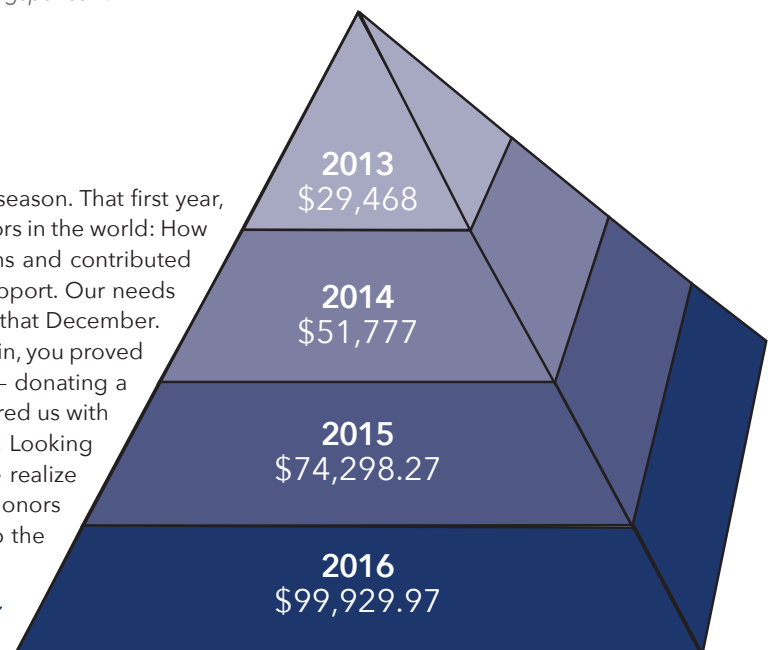 season. That first year,
ors in the world: How
ns and contributed
pport. Our needs
that December.
in, you proved
– donating a
red us with
. Looking
realize
onors
o the
2013
$29,468
2014
$51,777
2015
$74,298.27
2016
$99,929.97